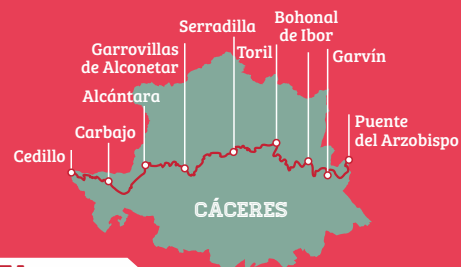 Serradilla
Bohonal
de Ibor
Garrovillas
de Alconetar
Toril
Garvín
Alcántara
Puente
del Arzobispo
Carbajo
Cedillo
CÁCERES